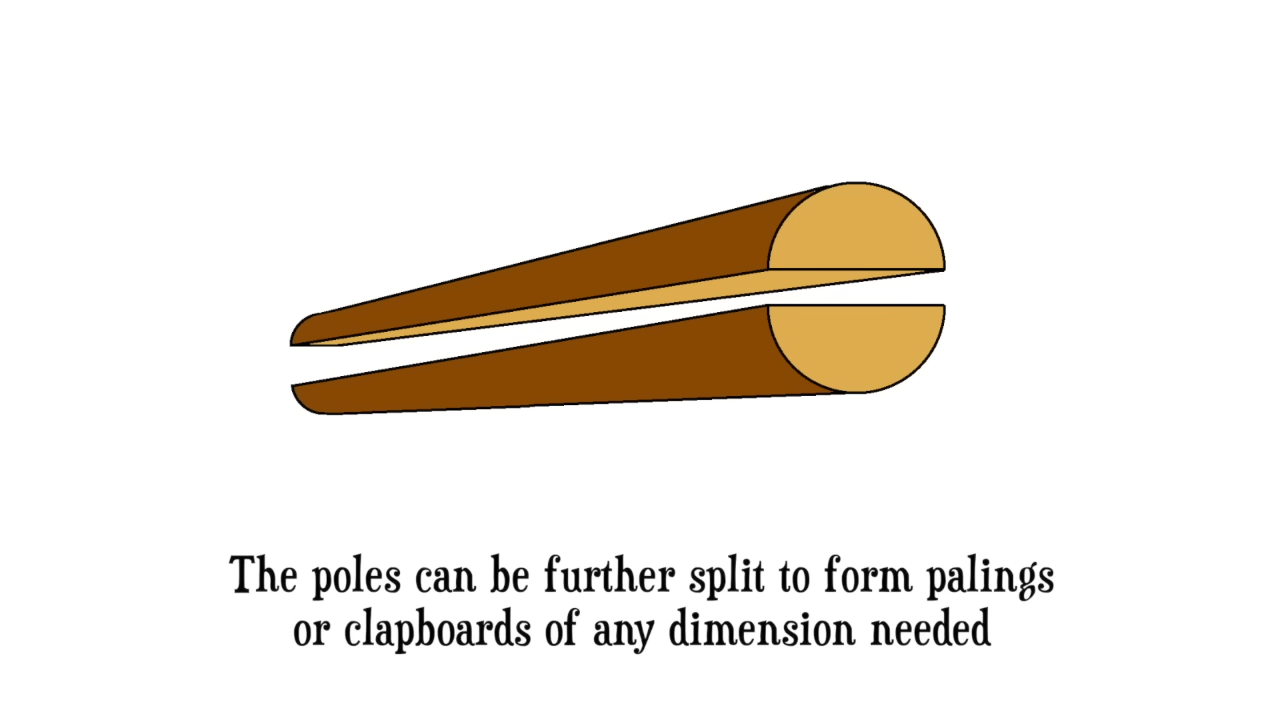 The poles can be further split to form palings
or clapboards of any dimension needed